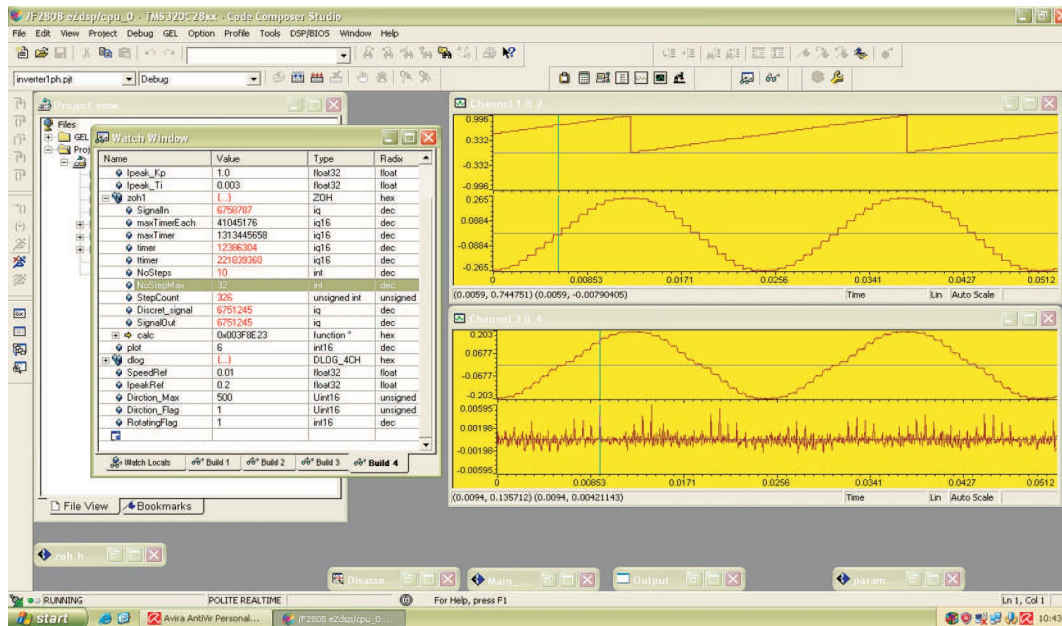 /F2808 eZdsp/cpu_0 - TMS320C28xx - Code Composer Studio
File Edit View Project Debug GEL Option Profile Tools DSP/BIOS Window Help
inverter1ph.pjt Debug
Project view
Files
GEL
Proj
Watch Window
Name Value Type Radix
Ipeak_Kp 1.0 float32 float
Ipeak_Ti 0.003 float32 float
zoh1 {...} ZOH hex
SignalIn 6758787 iq dec
maxTimerEach 41045176 iq16 dec
maxTimer 1313445658 iq16 dec
timer 12386304 iq16 dec
ttimer 221839360 iq16 dec
NoSteps 10 int dec
NoStepMax 32 int dec
StepCount 326 unsigned int unsigned
Discret_signal 6751245 iq dec
SignalOut 6751245 iq dec
calc 0x003F8E23 function * hex
plot 6 int16 dec
dlog {...} DLOG_4CH hex
SpeedRef 0.01 float32 float
IpeakRef 0.2 float32 float
Dirction_Max 500 Uint16 unsigned
Dirction_Flag 1 Uint16 unsigned
RotatingFlag 1 int16 dec
Watch Locals Build 1 Build 2 Build 3 Build 4
File View Bookmarks
Channel 1 & 2
0.996
0.332
-0.332
-0.996
0.265
0.0884
-0.0884
-0.265
0 0.00853 0.0171 0.0256 0.0341 0.0427 0.0512
(0.0059, 0.744751) (0.0059, -0.00790405) Time Lin Auto Scale
Channel 3 & 4
0.203
0.0677
-0.0677
-0.203
0.00595
0.00198
-0.00198
-0.00595
0 0.00853 0.0171 0.0256 0.0341 0.0427 0.0512
(0.0094, 0.135712) (0.0094, 0.00421143) Time Lin Auto Scale
zoh.h
Disasse... Main_... Output param...
RUNNING POLITE REALTIME For Help, press F1 Ln 1, Col 1
start Avira AntiVir Personal... /F2808 eZdsp/cpu_0 ... 10:43